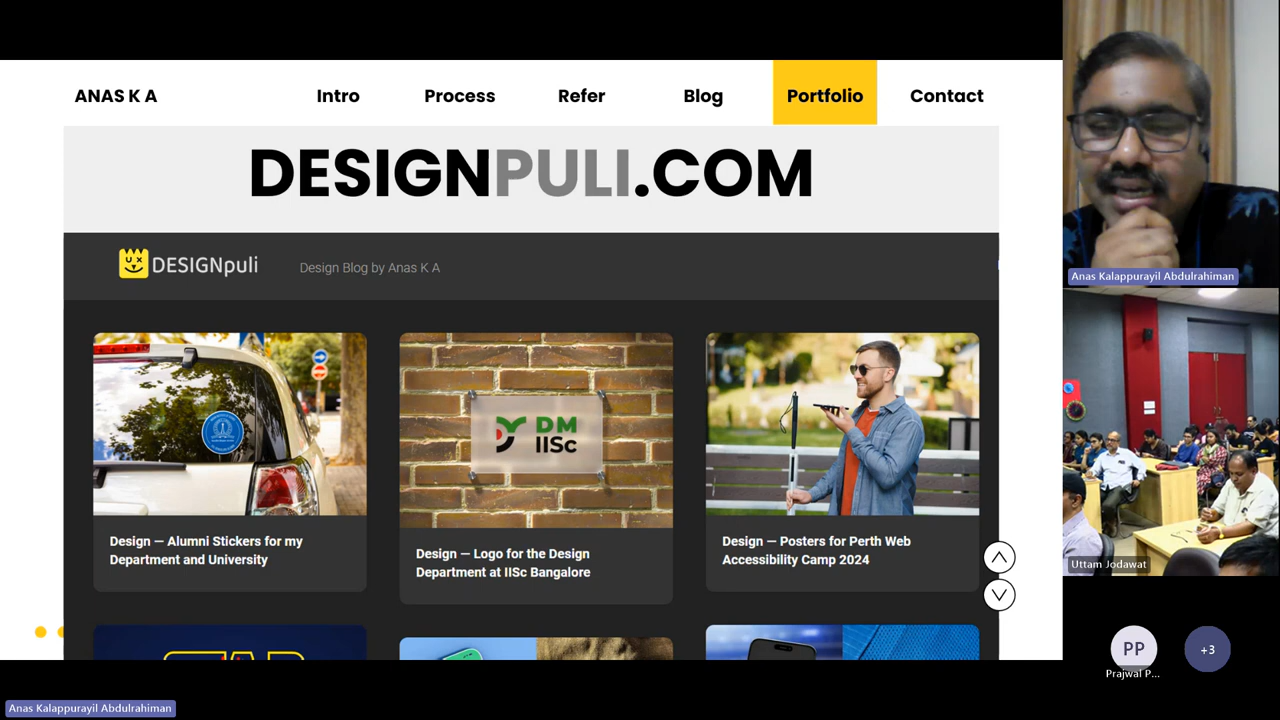 ANAS K A
Intro
Process
Refer
Blog
Portfolio
Contact
DESIGNPULI.COM
DESIGNpuli
Design Blog by Anas K A
DM
IISc
Design — Alumni Stickers for my
Department and University
Design — Logo for the Design
Department at IISc Bangalore
Design — Posters for Perth Web
Accessibility Camp 2024
Anas Kalappurayil Abdulrahiman
Uttam Jodawat
PP
Prajwal P...
+3
Anas Kalappurayil Abdulrahiman